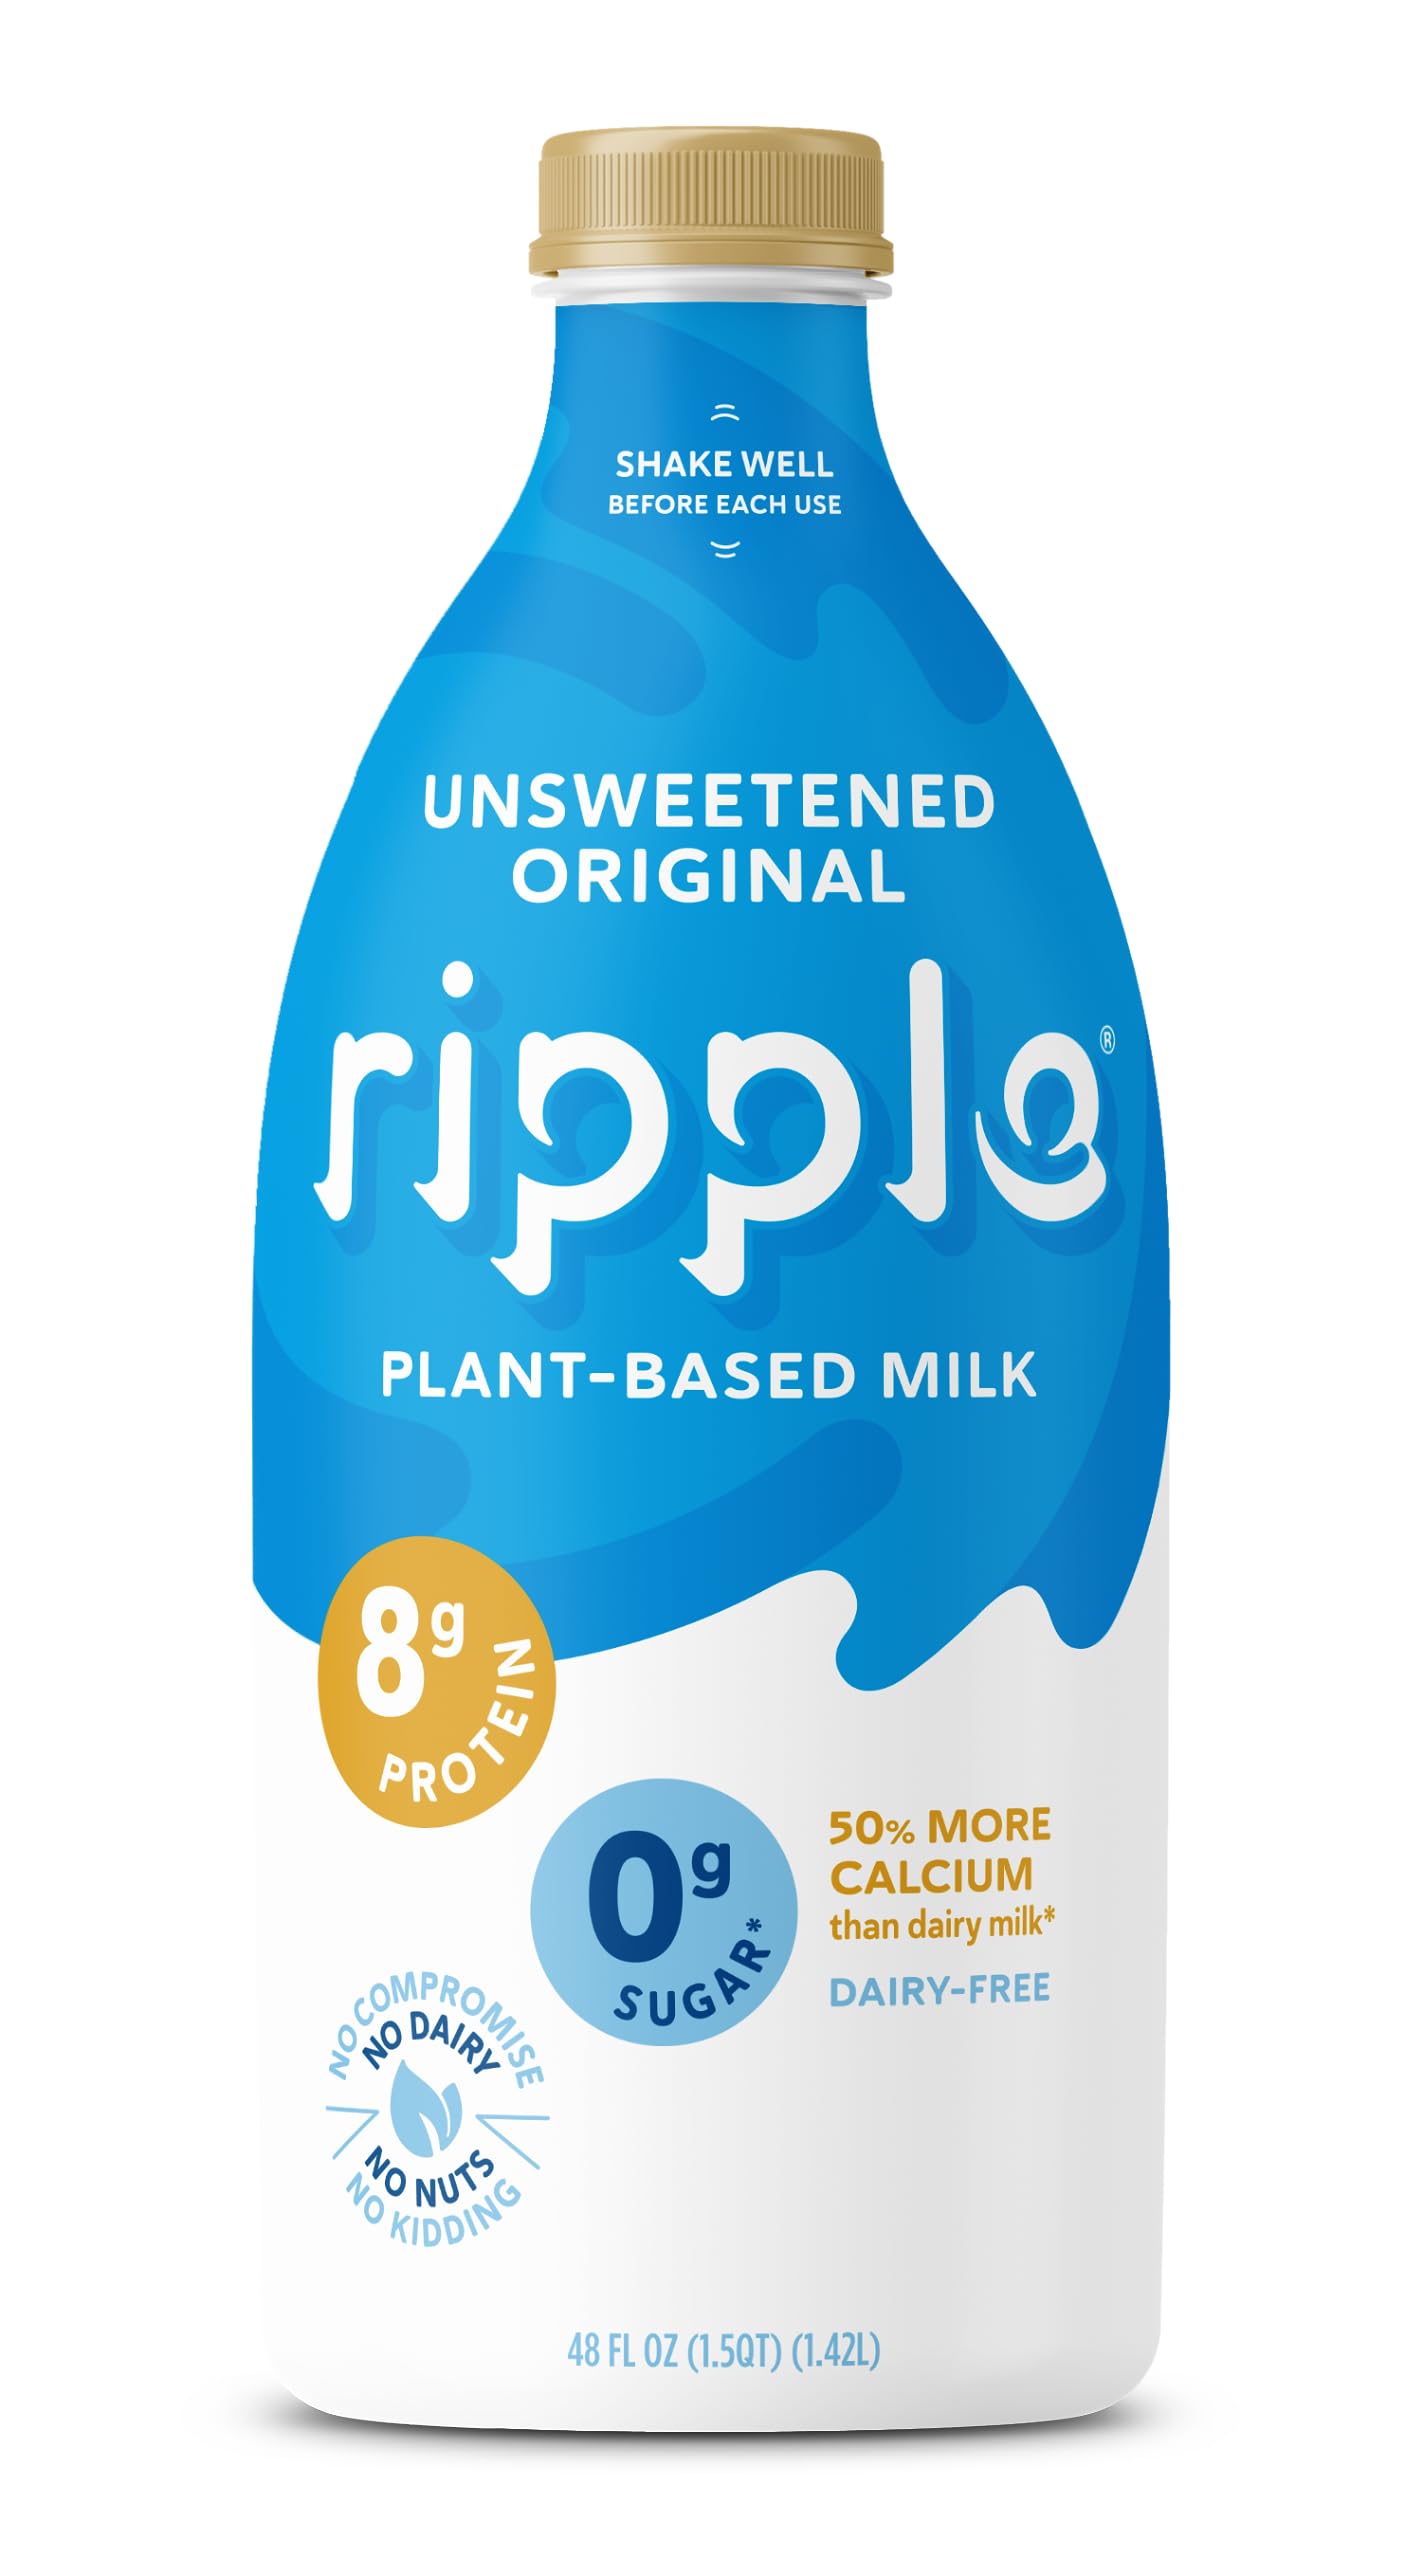 SHAKE WELL
BEFORE EACH USE
UNSWEETENED
ORIGINAL
ripple®
PLANT-BASED MILK
8g
PROTEIN
0g
SUGAR*
50% MORE
CALCIUM
than dairy milk*
DAIRY-FREE
NO COMPROMISE
NO DAIRY
NO NUTS
NO KIDDING
48 FL OZ (1.5QT) (1.42L)